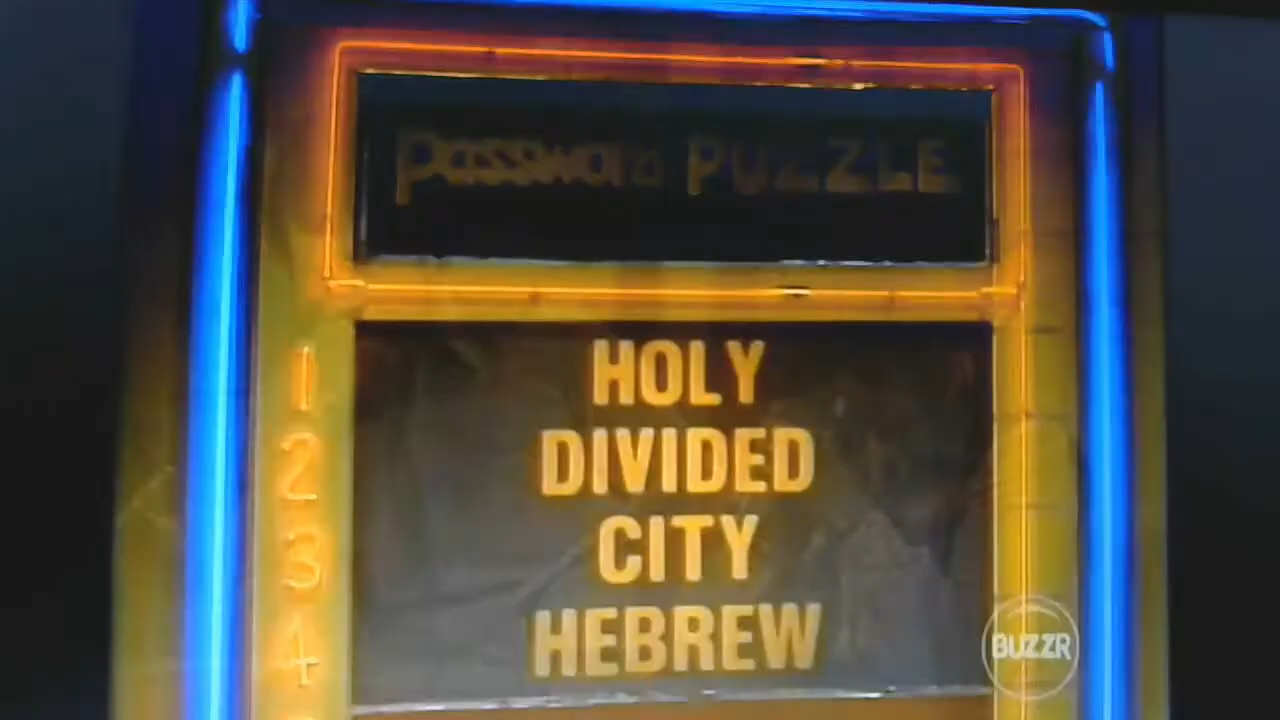 Password PUZZLE
1 HOLY
2 DIVIDED
3 CITY
4 HEBREW
BUZZR